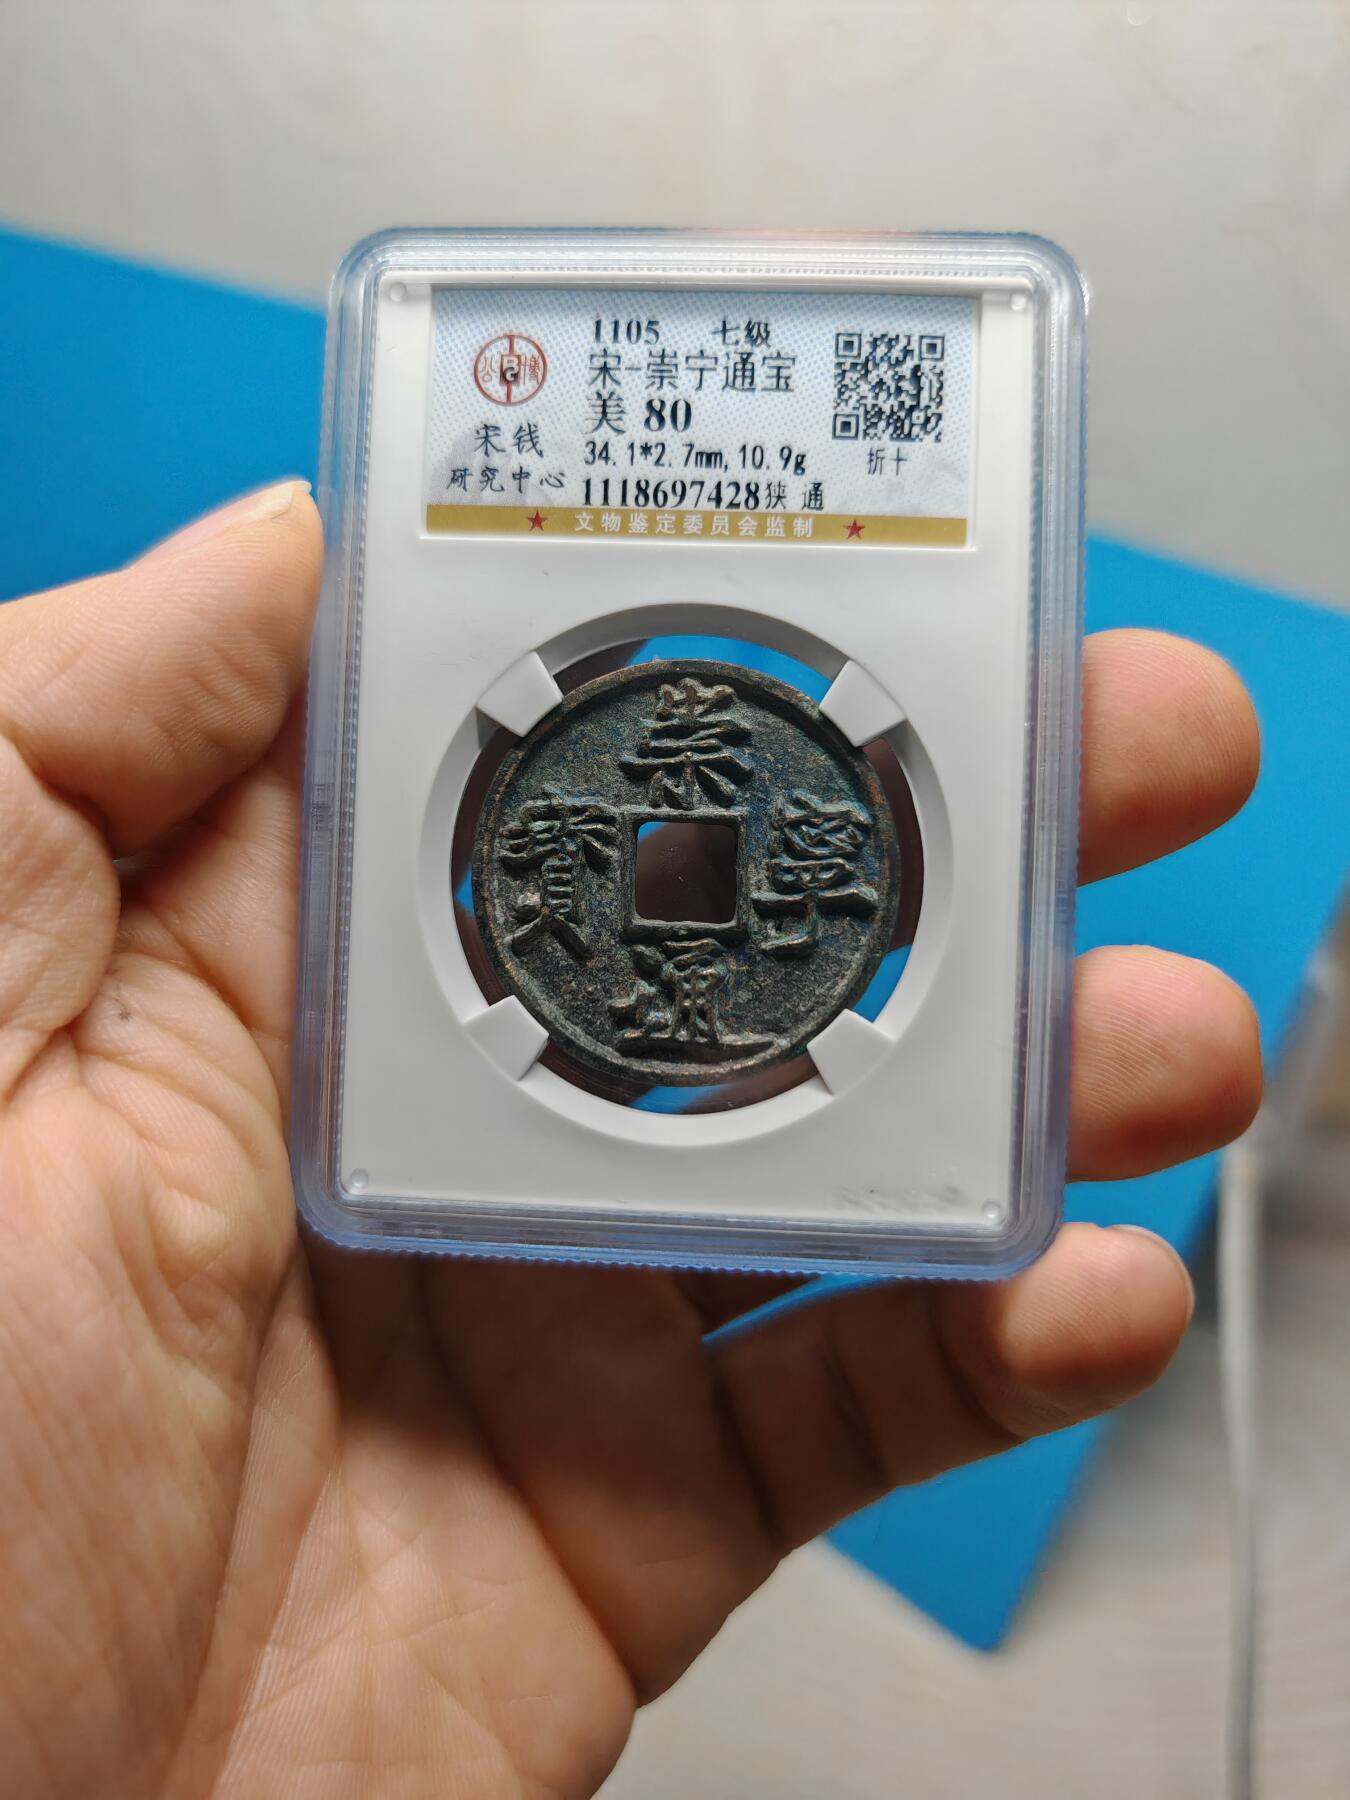 1105 七级
宋-崇宁通宝
美 80
34.1*2.7mm,10.9g
1118697428狭 通
公博
宋钱
研究中心
折十
文物鉴定委员会监制
崇
寧
通
寶